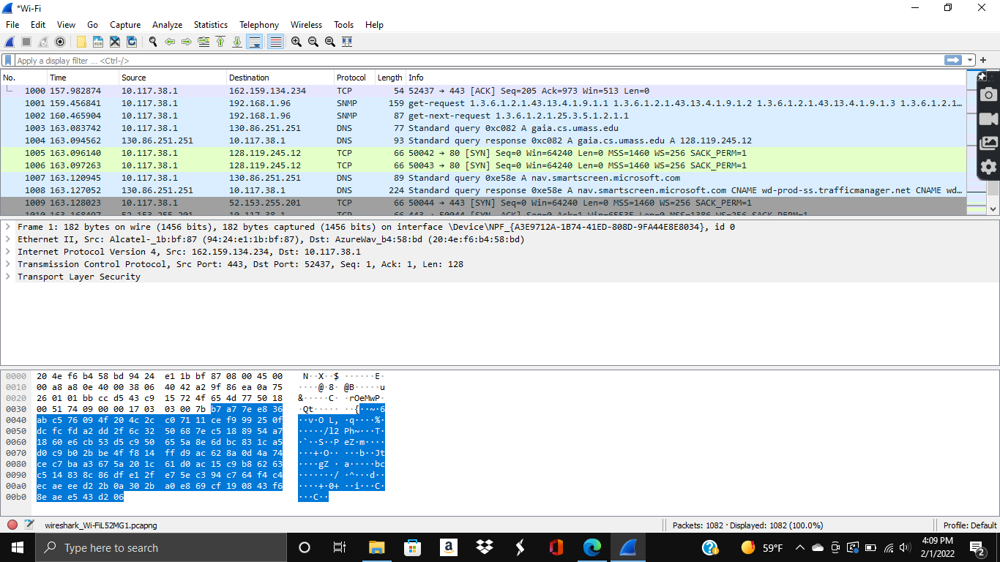 *Wi-Fi
File Edit View Go Capture Analyze Statistics Telephony Wireless Tools Help
Apply a display filter ... <Ctrl-/>
No. Time Source Destination Protocol Length Info
1000 157.982874 10.117.38.1 162.159.134.234 TCP 54 52437 → 443 [ACK] Seq=205 Ack=973 Win=513 Len=0
1001 159.456841 10.117.38.1 192.168.1.96 SNMP 159 get-request 1.3.6.1.2.1.43.13.4.1.9.1.1 1.3.6.1.2.1.43.13.4.1.9.1.2 1.3.6.1.2.1.43.13.4.1.9.1.3 1.3.6.1.2.1…
1002 160.465904 10.117.38.1 192.168.1.96 SNMP 87 get-next-request 1.3.6.1.2.1.25.3.5.1.2.1.1
1003 163.083742 10.117.38.1 130.86.251.251 DNS 77 Standard query 0xc082 A gaia.cs.umass.edu
1004 163.094562 130.86.251.251 10.117.38.1 DNS 93 Standard query response 0xc082 A gaia.cs.umass.edu A 128.119.245.12
1005 163.096140 10.117.38.1 128.119.245.12 TCP 66 50042 → 80 [SYN] Seq=0 Win=64240 Len=0 MSS=1460 WS=256 SACK_PERM=1
1006 163.097263 10.117.38.1 128.119.245.12 TCP 66 50043 → 80 [SYN] Seq=0 Win=64240 Len=0 MSS=1460 WS=256 SACK_PERM=1
1007 163.120945 10.117.38.1 130.86.251.251 DNS 89 Standard query 0xe58e A nav.smartscreen.microsoft.com
1008 163.127052 130.86.251.251 10.117.38.1 DNS 224 Standard query response 0xe58e A nav.smartscreen.microsoft.com CNAME wd-prod-ss.trafficmanager.net CNAME wd…
1009 163.128023 10.117.38.1 52.153.255.201 TCP 66 50044 → 443 [SYN] Seq=0 Win=64240 Len=0 MSS=1460 WS=256 SACK_PERM=1
1010 163.168497 52.153.255.201 10.117.38.1 TCP 66 443 → 50044 [SYN, ACK] Seq=0 Ack=1 Win=65535 Len=0 MSS=1386 WS=256 SACK_PERM=1
Frame 1: 182 bytes on wire (1456 bits), 182 bytes captured (1456 bits) on interface \Device\NPF_{A3E9712A-1B74-41ED-808D-9FA44E8E8034}, id 0
Ethernet II, Src: Alcatel-_1b:bf:87 (94:24:e1:1b:bf:87), Dst: AzureWav_b4:58:bd (20:4e:f6:b4:58:bd)
Internet Protocol Version 4, Src: 162.159.134.234, Dst: 10.117.38.1
Transmission Control Protocol, Src Port: 443, Dst Port: 52437, Seq: 1, Ack: 1, Len: 128
Transport Layer Security
0000 20 4e f6 b4 58 bd 94 24 e1 1b bf 87 08 00 45 00 N··X··$ ······E·
0010 00 a8 a8 0e 40 00 38 06 40 42 a2 9f 86 ea 0a 75 ····@·8· @B·····u
0020 26 01 01 bb cc d5 43 c9 15 72 4f 65 4d 77 50 18 &·····C· ·rOeMwP·
0030 00 51 74 09 00 00 17 03 03 00 7b b7 a7 7e e8 36 ·Qt····· ··{··~·6
0040 ab c5 76 09 4f 20 4c 2c c0 71 11 ce f9 99 25 0f ··v·O L, ·q····%·
0050 dc fc fd a2 dd 2f 6c 32 50 68 7e c5 18 89 54 a7 ·····/l2 Ph~···T·
0060 18 60 e6 cb 53 d5 c9 50 65 5a 8e 6d bc 83 1c a5 ·`··S··P eZ·m····
0070 d0 c9 b0 2b be 4f f8 14 ff d9 ac 62 8a 0d 4a 74 ···+·O·· ···b··Jt
0080 ce c7 ba a3 67 5a 20 1c 61 d0 ac 15 c9 b8 62 63 ····gZ · a·····bc
0090 c5 14 83 8c 86 df e1 2f e7 5e c3 94 c7 64 f4 c4 ·······/ ·^···d··
00a0 ec ae ee d2 2b 0a 30 2b a0 e8 69 cf 19 08 43 f6 ····+·0+ ··i···C·
00b0 8e ae e5 43 d2 06 ···C··
wireshark_Wi-FiL52MG1.pcapng Packets: 1082 · Displayed: 1082 (100.0%) Profile: Default
Type here to search 59°F 4:09 PM
2/1/2022 2